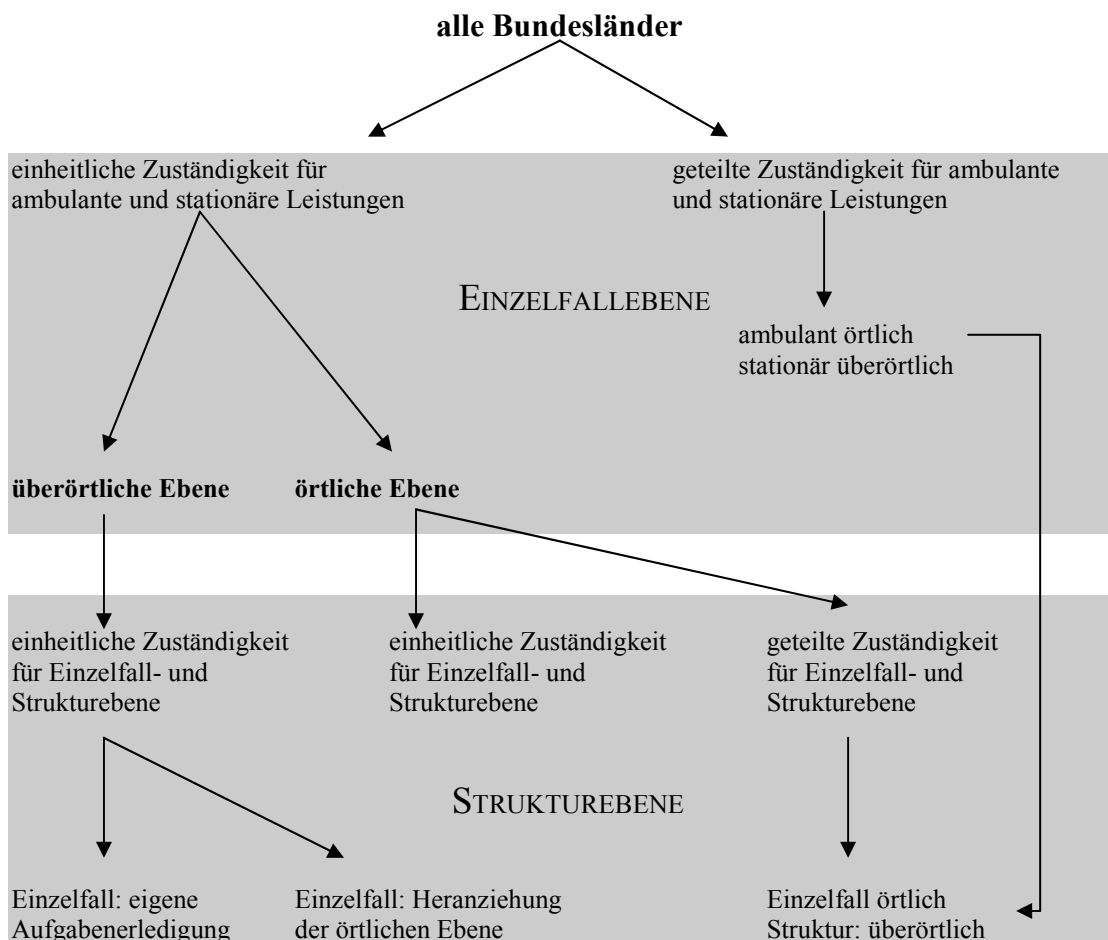 alle Bundesländer
einheitliche Zuständigkeit für
ambulante und stationäre Leistungen
geteilte Zuständigkeit für ambulante
und stationäre Leistungen
EINZELFALLEBENE
ambulant örtlich
stationär überörtlich
überörtliche Ebene
örtliche Ebene
einheitliche Zuständigkeit
für Einzelfall- und
Strukturebene
einheitliche Zuständigkeit
für Einzelfall- und
Strukturebene
geteilte Zuständigkeit
für Einzelfall- und
Strukturebene
STRUKTUREBENE
Einzelfall: eigene
Aufgabenerledigung
Einzelfall: Heranziehung
der örtlichen Ebene
Einzelfall örtlich
Struktur: überörtlich